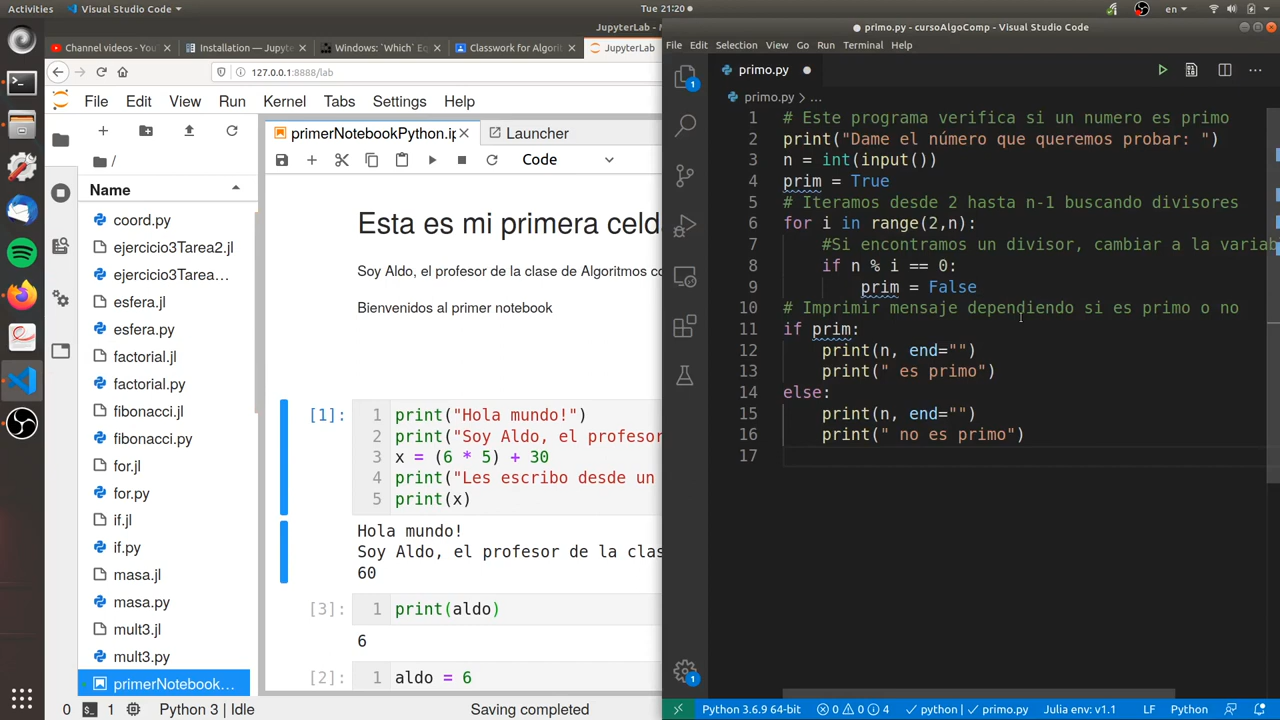 Activities
Visual Studio Code
Tu 21:20
en
JupyterLab
Channel videos - You
Installation — Jupyte
Windows: `Which` Eq
Classwork for Algorit
JupyterLab
127.0.0.1:8888/lab
File Edit View Run Kernel Tabs Settings Help
primerNotebookPython.ip
Launcher
Code
/
Name
coord.py
ejercicio3Tarea2.jl
ejercicio3Tarea…
esfera.jl
esfera.py
factorial.jl
factorial.py
fibonacci.jl
fibonacci.py
for.jl
for.py
if.jl
if.py
masa.jl
masa.py
mult3.jl
mult3.py
primerNotebook…
Esta es mi primera celd
Soy Aldo, el profesor de la clase de Algoritmos co
Bienvenidos al primer notebook
[1]:
1 print("Hola mundo!")
2 print("Soy Aldo, el profesor
3 x = (6 * 5) + 30
4 print("Les escribo desde un
5 print(x)
Hola mundo!
Soy Aldo, el profesor de la clas
60
[3]: 1 print(aldo)
6
[2]: 1 aldo = 6
0 1 Python 3 | Idle Saving completed
primo.py - cursoAlgoComp - Visual Studio Code
File Edit Selection View Go Run Terminal Help
primo.py
primo.py > ...
1 # Este programa verifica si un numero es primo
2 print("Dame el número que queremos probar: ")
3 n = int(input())
4 prim = True
5 # Iteramos desde 2 hasta n-1 buscando divisores
6 for i in range(2,n):
7 #Si encontramos un divisor, cambiar a la variab
8 if n % i == 0:
9 prim = False
10 # Imprimir mensaje dependiendo si es primo o no
11 if prim:
12 print(n, end="")
13 print(" es primo")
14 else:
15 print(n, end="")
16 print(" no es primo")
17
1
1
Python 3.6.9 64-bit 0 0 4 python | primo.py Julia env: v1.1 LF Python